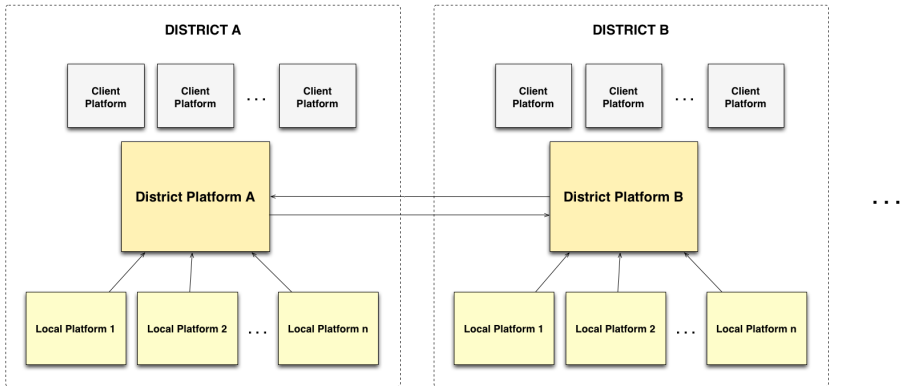 DISTRICT A
DISTRICT B
Client
Platform
Client
Platform
. . .
Client
Platform
Client
Platform
Client
Platform
. . .
Client
Platform
District Platform A
District Platform B
. . .
Local Platform 1
Local Platform 2
. . .
Local Platform n
Local Platform 1
Local Platform 2
. . .
Local Platform n